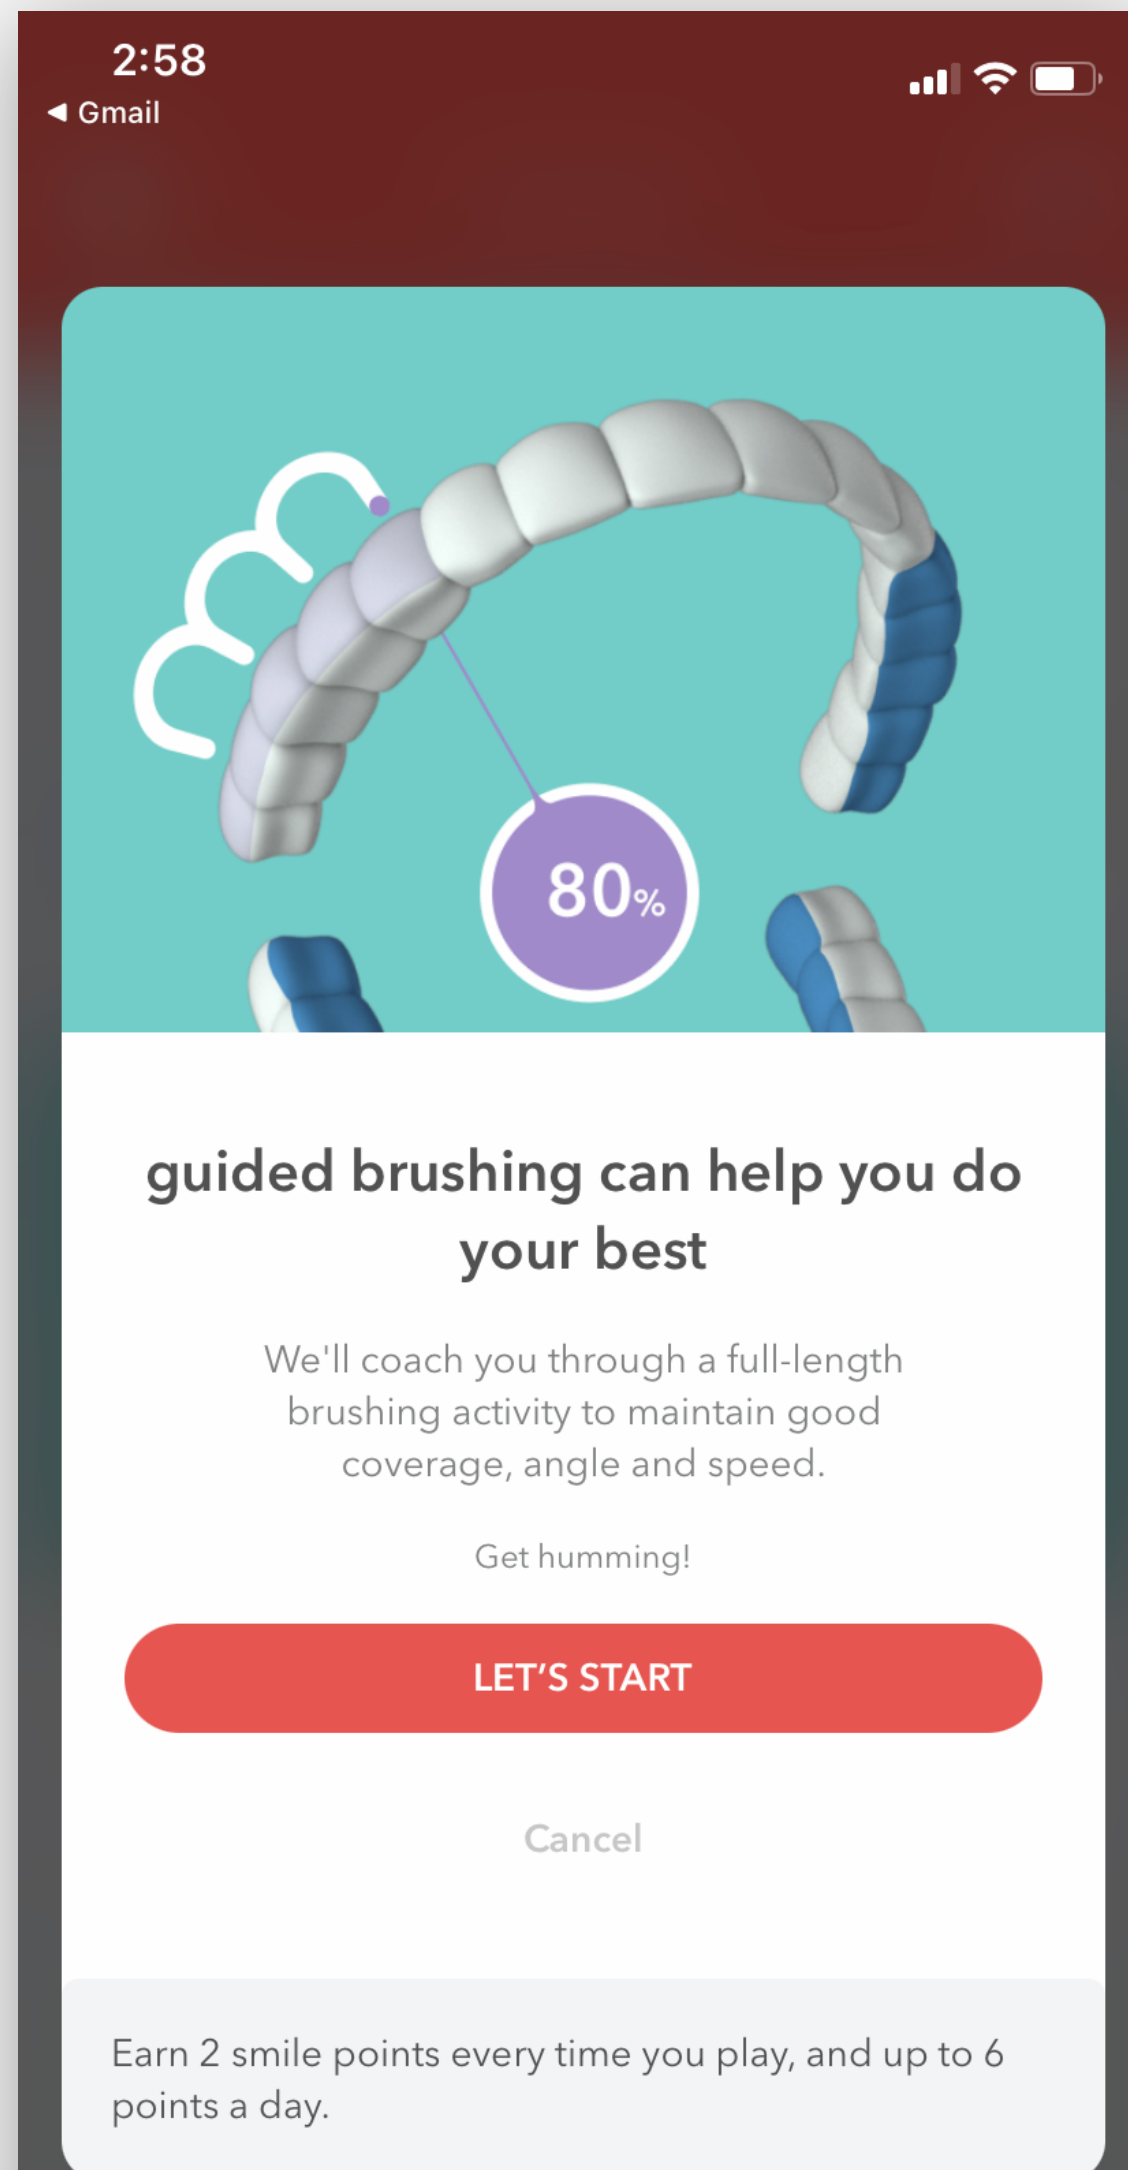 2:58
◀ Gmail
80%
guided brushing can help you do
your best
We'll coach you through a full-length
brushing activity to maintain good
coverage, angle and speed.
Get humming!
LET’S START
Cancel
Earn 2 smile points every time you play, and up to 6
points a day.